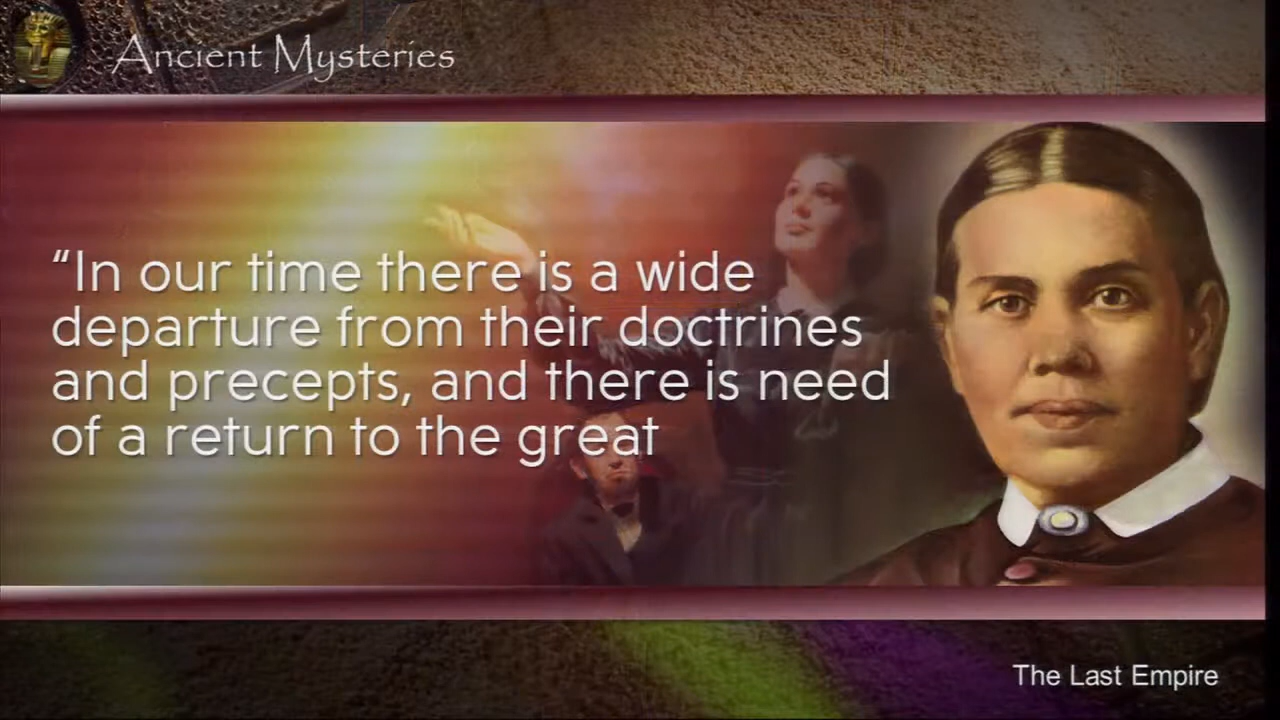 Ancient Mysteries
“In our time there is a wide
departure from their doctrines
and precepts, and there is need
of a return to the great
The Last Empire